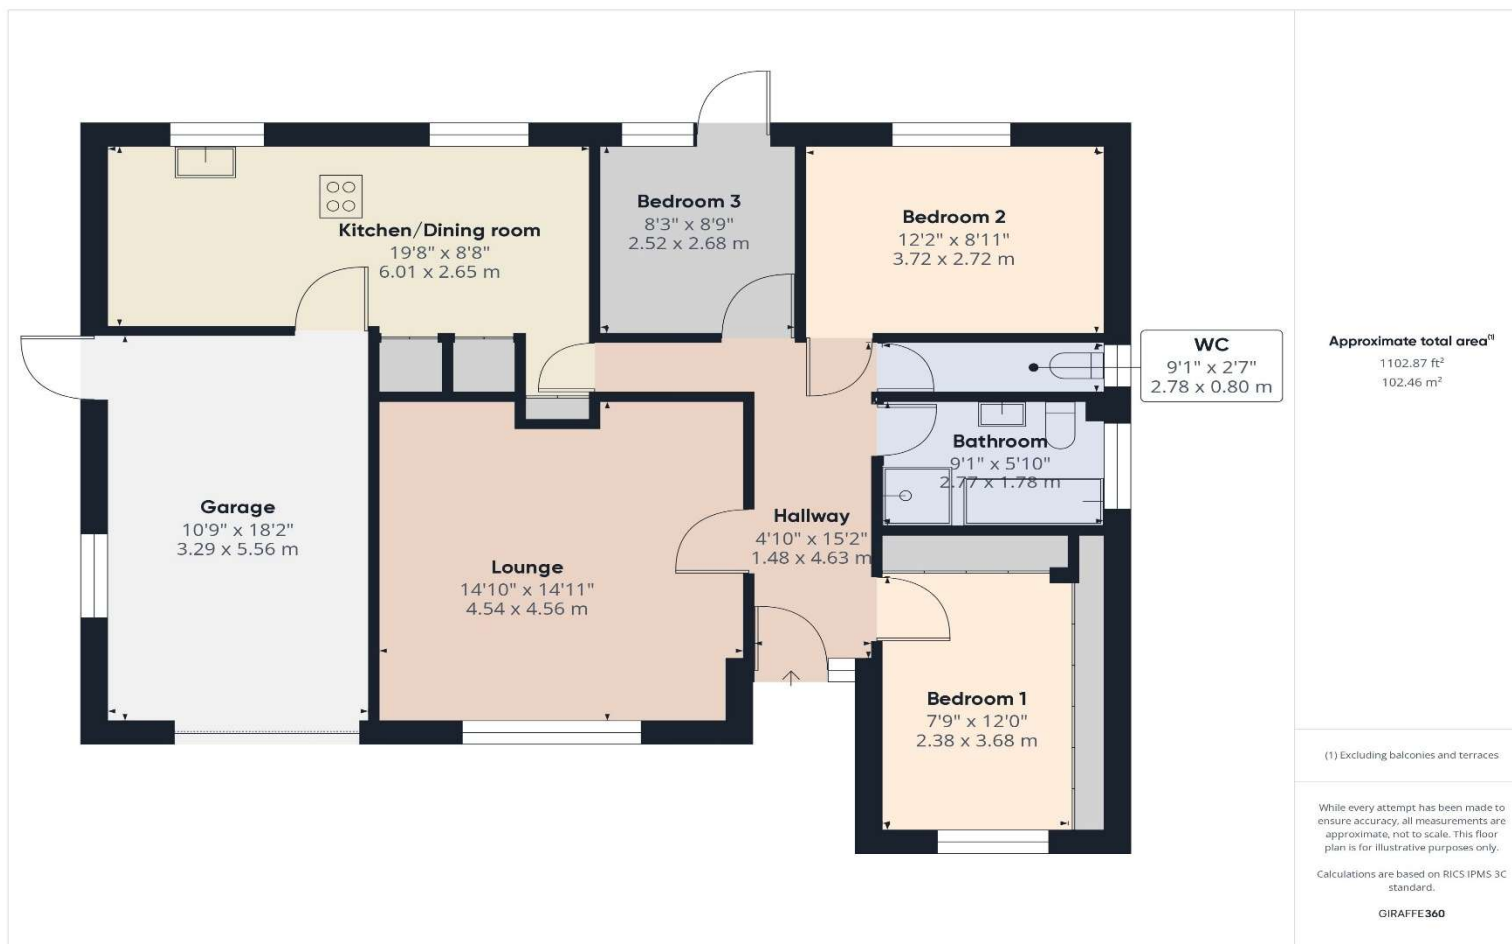 Kitchen/Dining room
19'8" x 8'8"
6.01 x 2.65 m
Bedroom 3
8'3" x 8'9"
2.52 x 2.68 m
Bedroom 2
12'2" x 8'11"
3.72 x 2.72 m
WC
9'1" x 2'7"
2.78 x 0.80 m
Bathroom
9'1" x 5'10"
2.77 x 1.78 m
Garage
10'9" x 18'2"
3.29 x 5.56 m
Lounge
14'10" x 14'11"
4.54 x 4.56 m
Hallway
4'10" x 15'2"
1.48 x 4.63 m
Bedroom 1
7'9" x 12'0"
2.38 x 3.68 m
Approximate total area(1)
1102.87 ft²
102.46 m²
(1) Excluding balconies and terraces
While every attempt has been made to
ensure accuracy, all measurements are
approximate, not to scale. This floor
plan is for illustrative purposes only.
Calculations are based on RICS IPMS 3C
standard.
GIRAFFE360